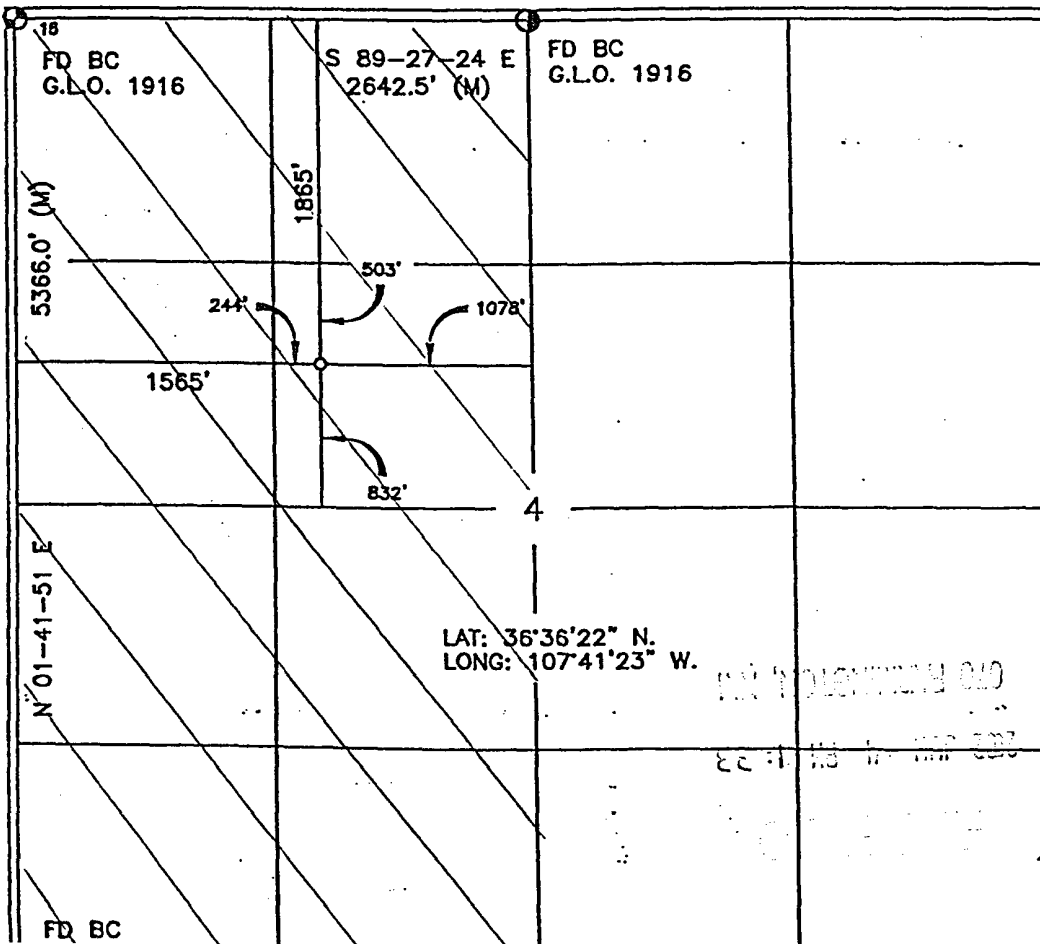 16
FD BC
G.L.O. 1916
S 89-27-24 E
2642.5' (M)
FD BC
G.L.O. 1916
5366.0' (M)
1865'
503'
244'
1078'
1565'
832'
4
N 01-41-51 E
LAT: 36°36'22" N.
LONG: 107°41'23" W.
FD BC